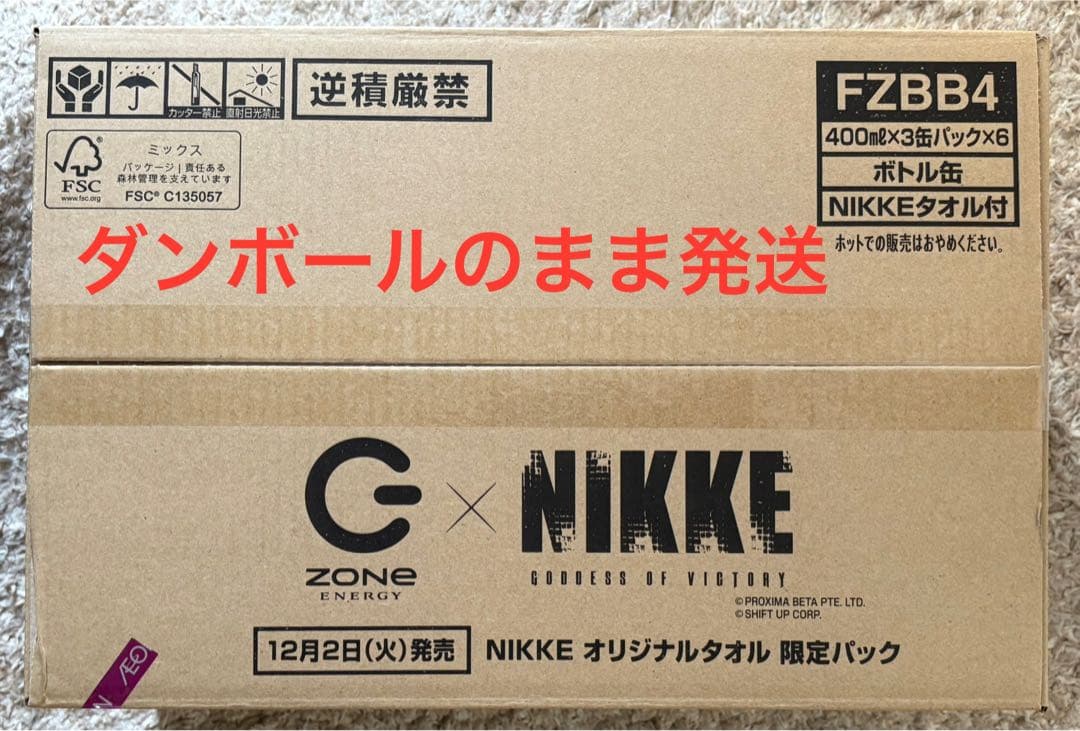 カッター禁止 直射日光禁止
逆積厳禁
FZBB4
400㎖×3缶パック×6
ボトル缶
NIKKEタオル付
ホットでの販売はおやめください。
ミックス
パッケージ|責任ある
森林管理を支えています
FSC® C135057
FSC
www.fsc.org
ダンボールのまま発送
ZONe
ENERGY
×
NIKKE
GODDESS OF VICTORY
©PROXIMA BETA PTE. LTD.
©SHIFT UP CORP.
12月2日(火)発売
NIKKE オリジナルタオル 限定パック
ÆO